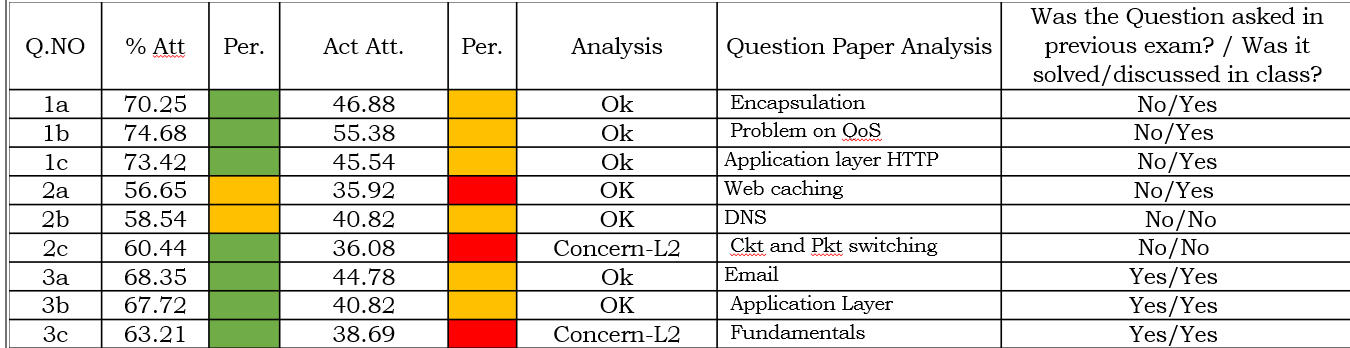 Q.NO % Att Per. Act Att. Per. Analysis Question Paper Analysis Was the Question asked in previous exam? / Was it solved/discussed in class?
1a 70.25 46.88 Ok Encapsulation No/Yes
1b 74.68 55.38 Ok Problem on QoS No/Yes
1c 73.42 45.54 Ok Application layer HTTP No/Yes
2a 56.65 35.92 OK Web caching No/Yes
2b 58.54 40.82 OK DNS No/No
2c 60.44 36.08 Concern-L2 Ckt and Pkt switching No/No
3a 68.35 44.78 Ok Email Yes/Yes
3b 67.72 40.82 OK Application Layer Yes/Yes
3c 63.21 38.69 Concern-L2 Fundamentals Yes/Yes